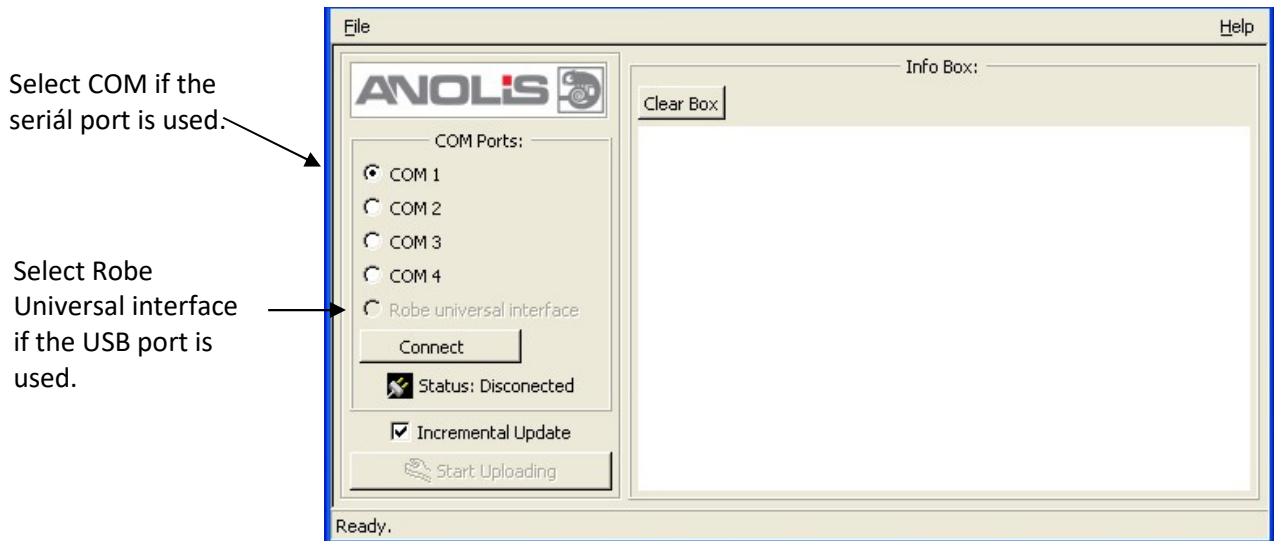 File
Help
Select COM if the
seriál port is used.
ANOLiS
COM Ports:
COM 1
COM 2
COM 3
COM 4
Robe universal interface
Connect
Status: Disconected
Incremental Update
Start Uploading
Select Robe
Universal interface
if the USB port is
used.
Info Box:
Clear Box
Ready.